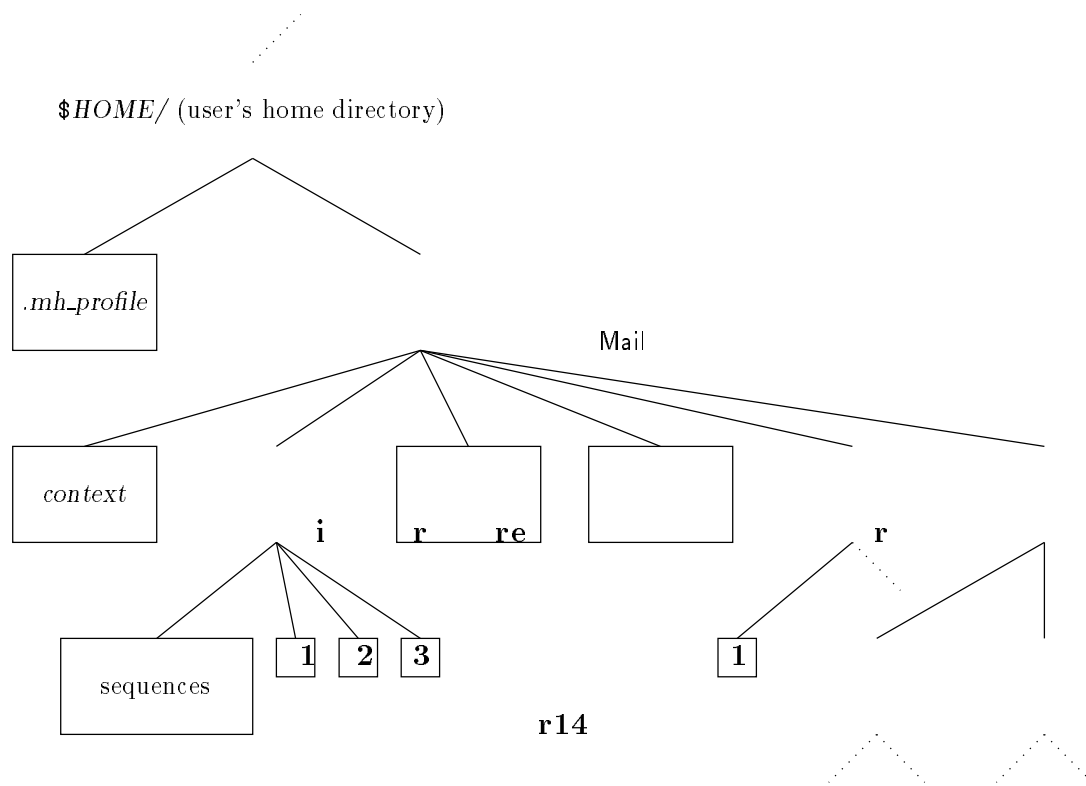 $HOME/ (user's home directory)
.mh_profile
Mail
context
i r re r
1 2 3 1
sequences
r14